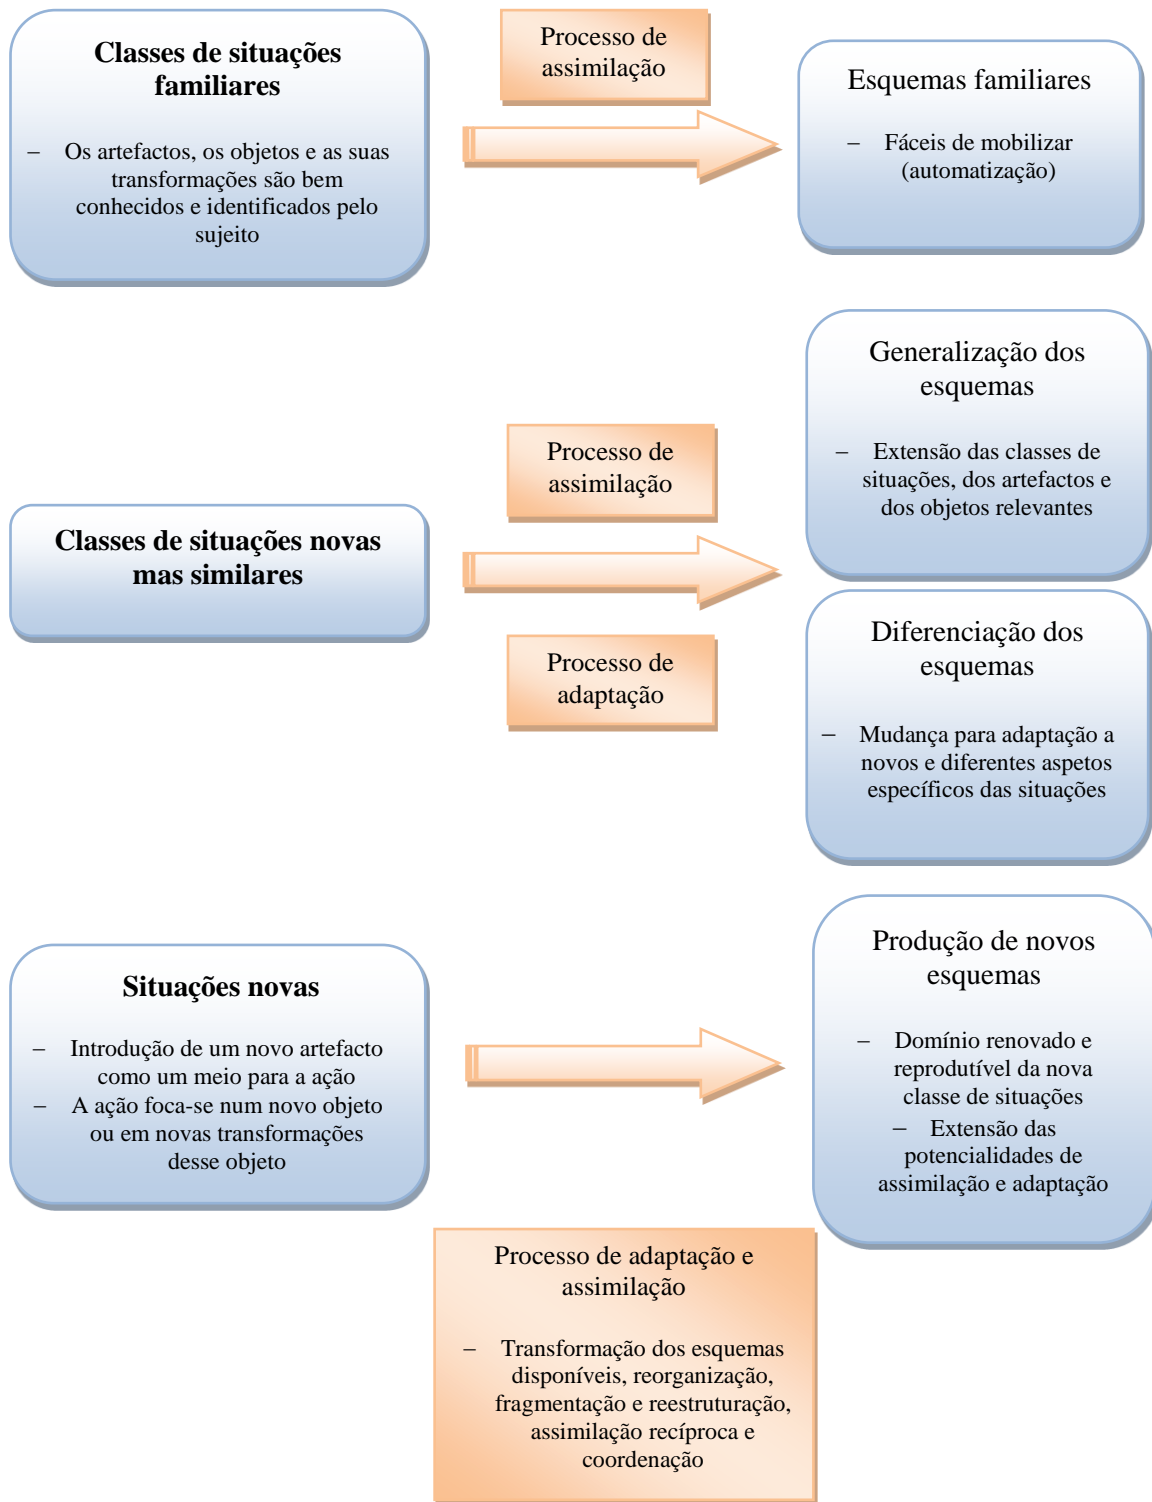 Classes de situações
familiares
– Os artefactos, os objetos e as suas
transformações são bem
conhecidos e identificados pelo
sujeito
Processo de
assimilação
Esquemas familiares
– Fáceis de mobilizar
(automatização)
Classes de situações novas
mas similares
Processo de
assimilação
Processo de
adaptação
Generalização dos
esquemas
– Extensão das classes de
situações, dos artefactos e
dos objetos relevantes
Diferenciação dos
esquemas
– Mudança para adaptação a
novos e diferentes aspetos
específicos das situações
Situações novas
– Introdução de um novo artefacto
como um meio para a ação
– A ação foca-se num novo objeto
ou em novas transformações
desse objeto
Produção de novos
esquemas
– Domínio renovado e
reprodutível da nova
classe de situações
– Extensão das
potencialidades de
assimilação e adaptação
Processo de adaptação e
assimilação
– Transformação dos esquemas
disponíveis, reorganização,
fragmentação e reestruturação,
assimilação recíproca e
coordenação